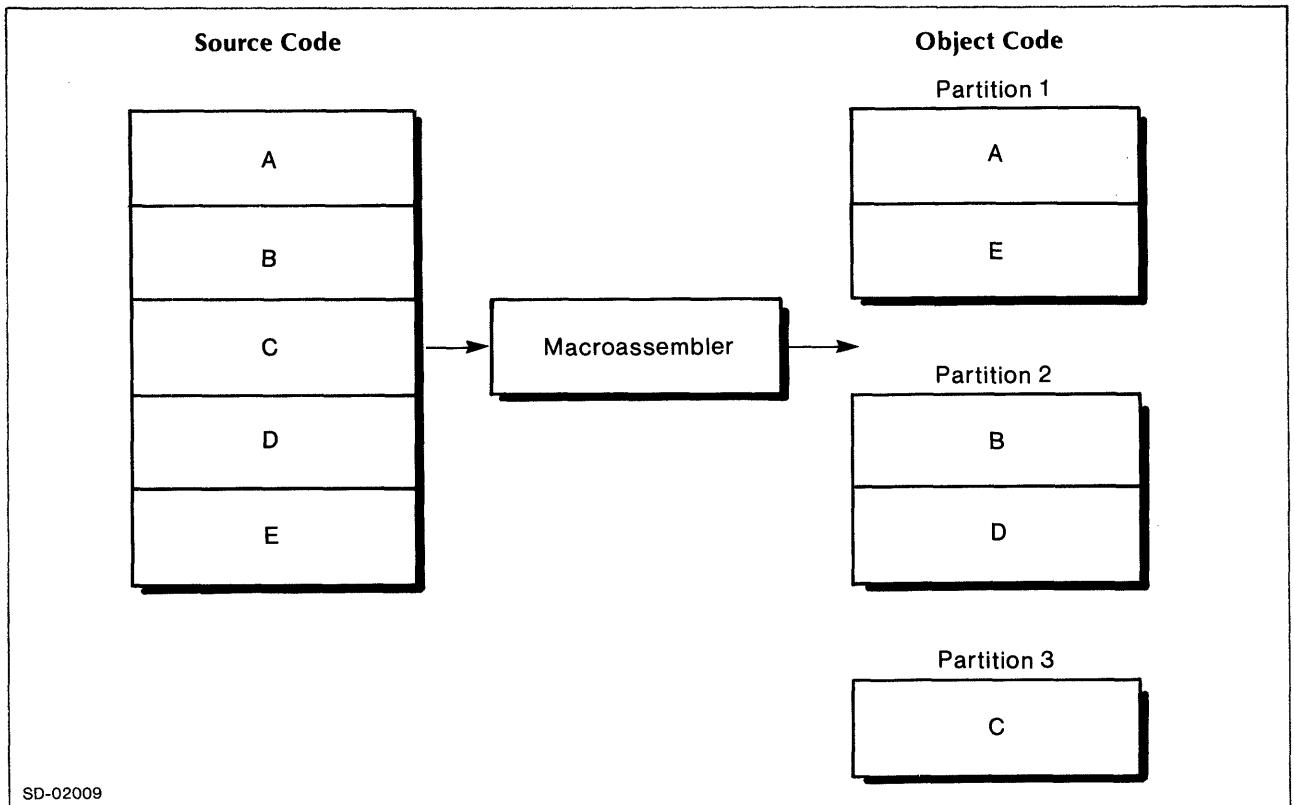 Source Code
A
B
C
D
E
Macroassembler
Object Code
Partition 1
A
E
Partition 2
B
D
Partition 3
C
SD-02009